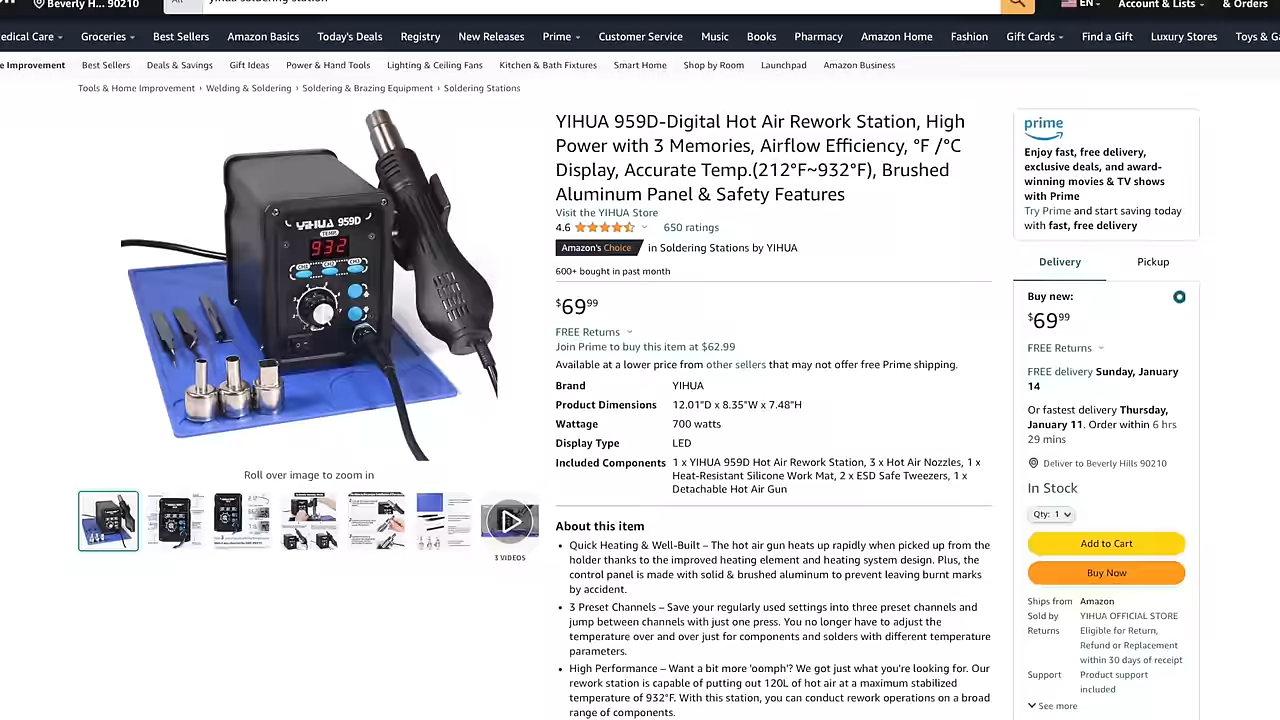 Beverly H... 90210
All
yihua soldering station
EN
Account & Lists
& Orders
edical Care
Groceries
Best Sellers
Amazon Basics
Today's Deals
Registry
New Releases
Prime
Customer Service
Music
Books
Pharmacy
Amazon Home
Fashion
Gift Cards
Find a Gift
Luxury Stores
Toys & Ga
e Improvement
Best Sellers
Deals & Savings
Gift Ideas
Power & Hand Tools
Lighting & Ceiling Fans
Kitchen & Bath Fixtures
Smart Home
Shop by Room
Launchpad
Amazon Business
Tools & Home Improvement › Welding & Soldering › Soldering & Brazing Equipment › Soldering Stations
YIHUA 959D
TEMP
932
CH1 CH2 CH3
Roll over image to zoom in
3 VIDEOS
YIHUA 959D-Digital Hot Air Rework Station, High
Power with 3 Memories, Airflow Efficiency, °F /°C
Display, Accurate Temp.(212°F~932°F), Brushed
Aluminum Panel & Safety Features
Visit the YIHUA Store
4.6
650 ratings
Amazon's Choice in Soldering Stations by YIHUA
600+ bought in past month
$6999
FREE Returns
Join Prime to buy this item at $62.99
Available at a lower price from other sellers that may not offer free Prime shipping.
Brand YIHUA
Product Dimensions 12.01"D x 8.35"W x 7.48"H
Wattage 700 watts
Display Type LED
Included Components 1 x YIHUA 959D Hot Air Rework Station, 3 x Hot Air Nozzles, 1 x
Heat-Resistant Silicone Work Mat, 2 x ESD Safe Tweezers, 1 x
Detachable Hot Air Gun
About this item
• Quick Heating & Well-Built – The hot air gun heats up rapidly when picked up from the
holder thanks to the improved heating element and heating system design. Plus, the
control panel is made with solid & brushed aluminum to prevent leaving burnt marks
by accident.
• 3 Preset Channels – Save your regularly used settings into three preset channels and
jump between channels with just one press. You no longer have to adjust the
temperature over and over just for components and solders with different temperature
parameters.
• High Performance – Want a bit more 'oomph'? We got just what you're looking for. Our
rework station is capable of putting out 120L of hot air at a maximum stabilized
temperature of 932°F. With this station, you can conduct rework operations on a broad
range of components.
prime
Enjoy fast, free delivery,
exclusive deals, and award-
winning movies & TV shows
with Prime
Try Prime and start saving today
with fast, free delivery
Delivery
Pickup
Buy new:
$6999
FREE Returns
FREE delivery Sunday, January
14
Or fastest delivery Thursday,
January 11. Order within 6 hrs
29 mins
Deliver to Beverly Hills 90210
In Stock
Qty: 1
Add to Cart
Buy Now
Ships from Amazon
Sold by YIHUA OFFICIAL STORE
Returns Eligible for Return,
Refund or Replacement
within 30 days of receipt
Support Product support
included
See more